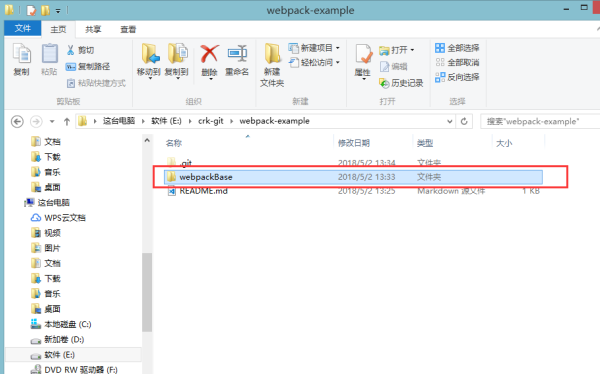 webpack-example
文件 主页 共享 查看
复制 粘贴 剪切 复制路径 粘贴快捷方式 移动到 复制到 删除 重命名 新建文件夹 新建项目 轻松访问 属性 打开 编辑 历史记录 全部选择 全部取消 反向选择
剪贴板 组织 新建 打开 选择
这台电脑 软件 (E:) crk-git webpack-example 搜索"webpack-example"
名称 修改日期 类型 大小
文档
下载
音乐
桌面
这台电脑
WPS云文档
视频
图片
文档
下载
音乐
桌面
本地磁盘 (C:)
新加卷 (D:)
软件 (E:)
DVD RW 驱动器 (F:)
.git 2018/5/2 13:34 文件夹
webpackBase 2018/5/2 13:33 文件夹
README.md 2018/5/2 13:25 Markdown 源文件 1 KB